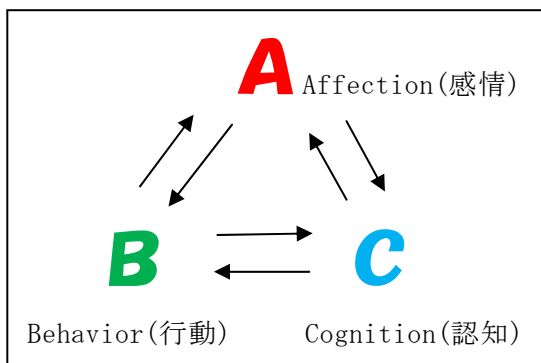 A Affection(感情)
B C
Behavior(行動) Cognition(認知)